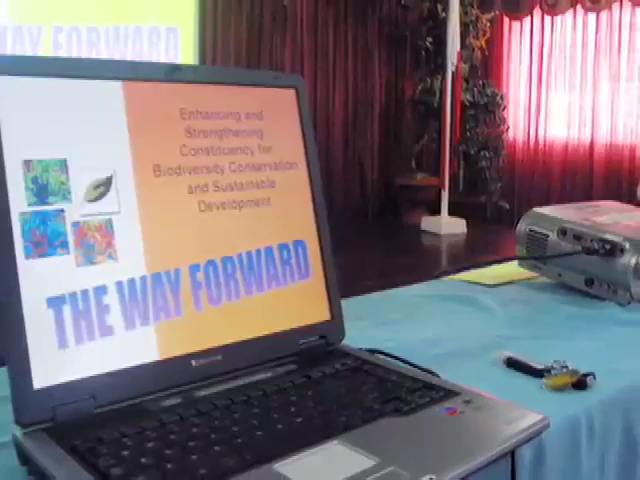 WAY FORWARD
Enhancing and
Strengthening
Constituency for
Biodiversity Conservation
and Sustainable
Development
THE WAY FORWARD